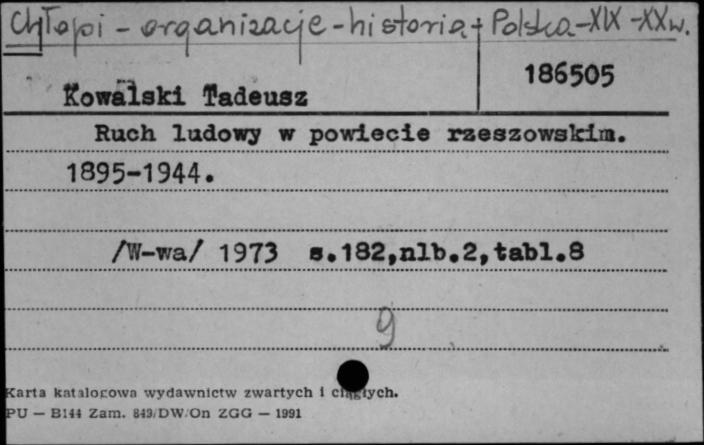 Chłopi - organizacje - historia - Polska - XIX - XX w.
186505
Kowalski Tadeusz
Ruch ludowy w powiecie rzeszowskim.
1895-1944.
/W-wa/ 1973 s.182,nlb.2,tabl.8
9
Karta katalogowa wydawnictw zwartych i ciągłych.
PU — B144 Zam. 849/DW/On ZGG — 1991